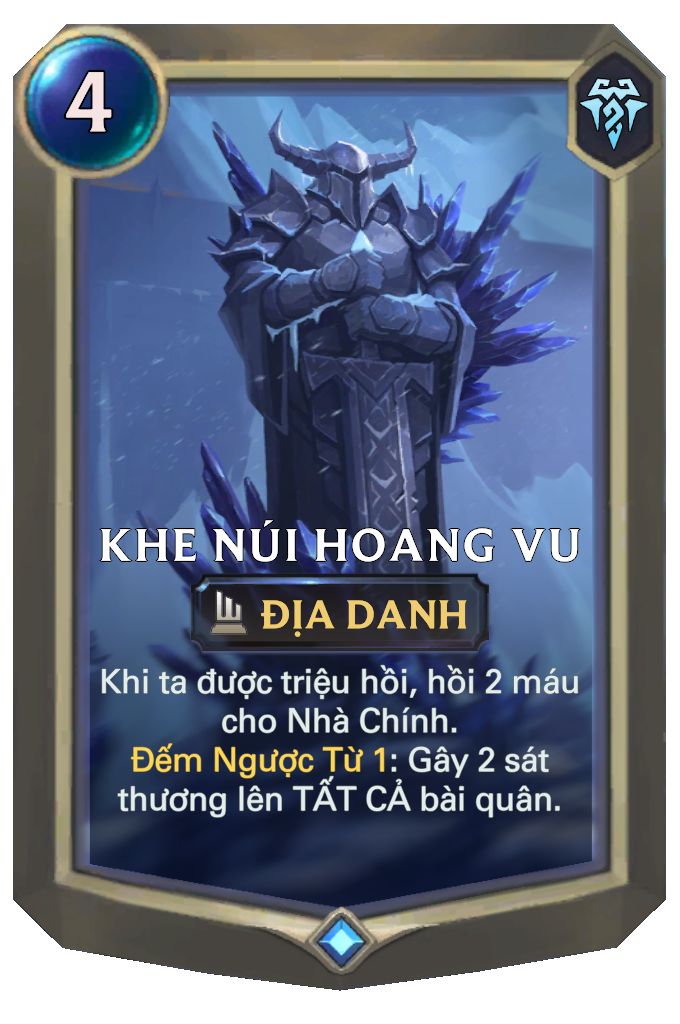 4
KHE NÚI HOANG VU
ĐỊA DANH
Khi ta được triệu hồi, hồi 2 máu
cho Nhà Chính.
Đếm Ngược Từ 1: Gây 2 sát
thương lên TẤT CẢ bài quân.